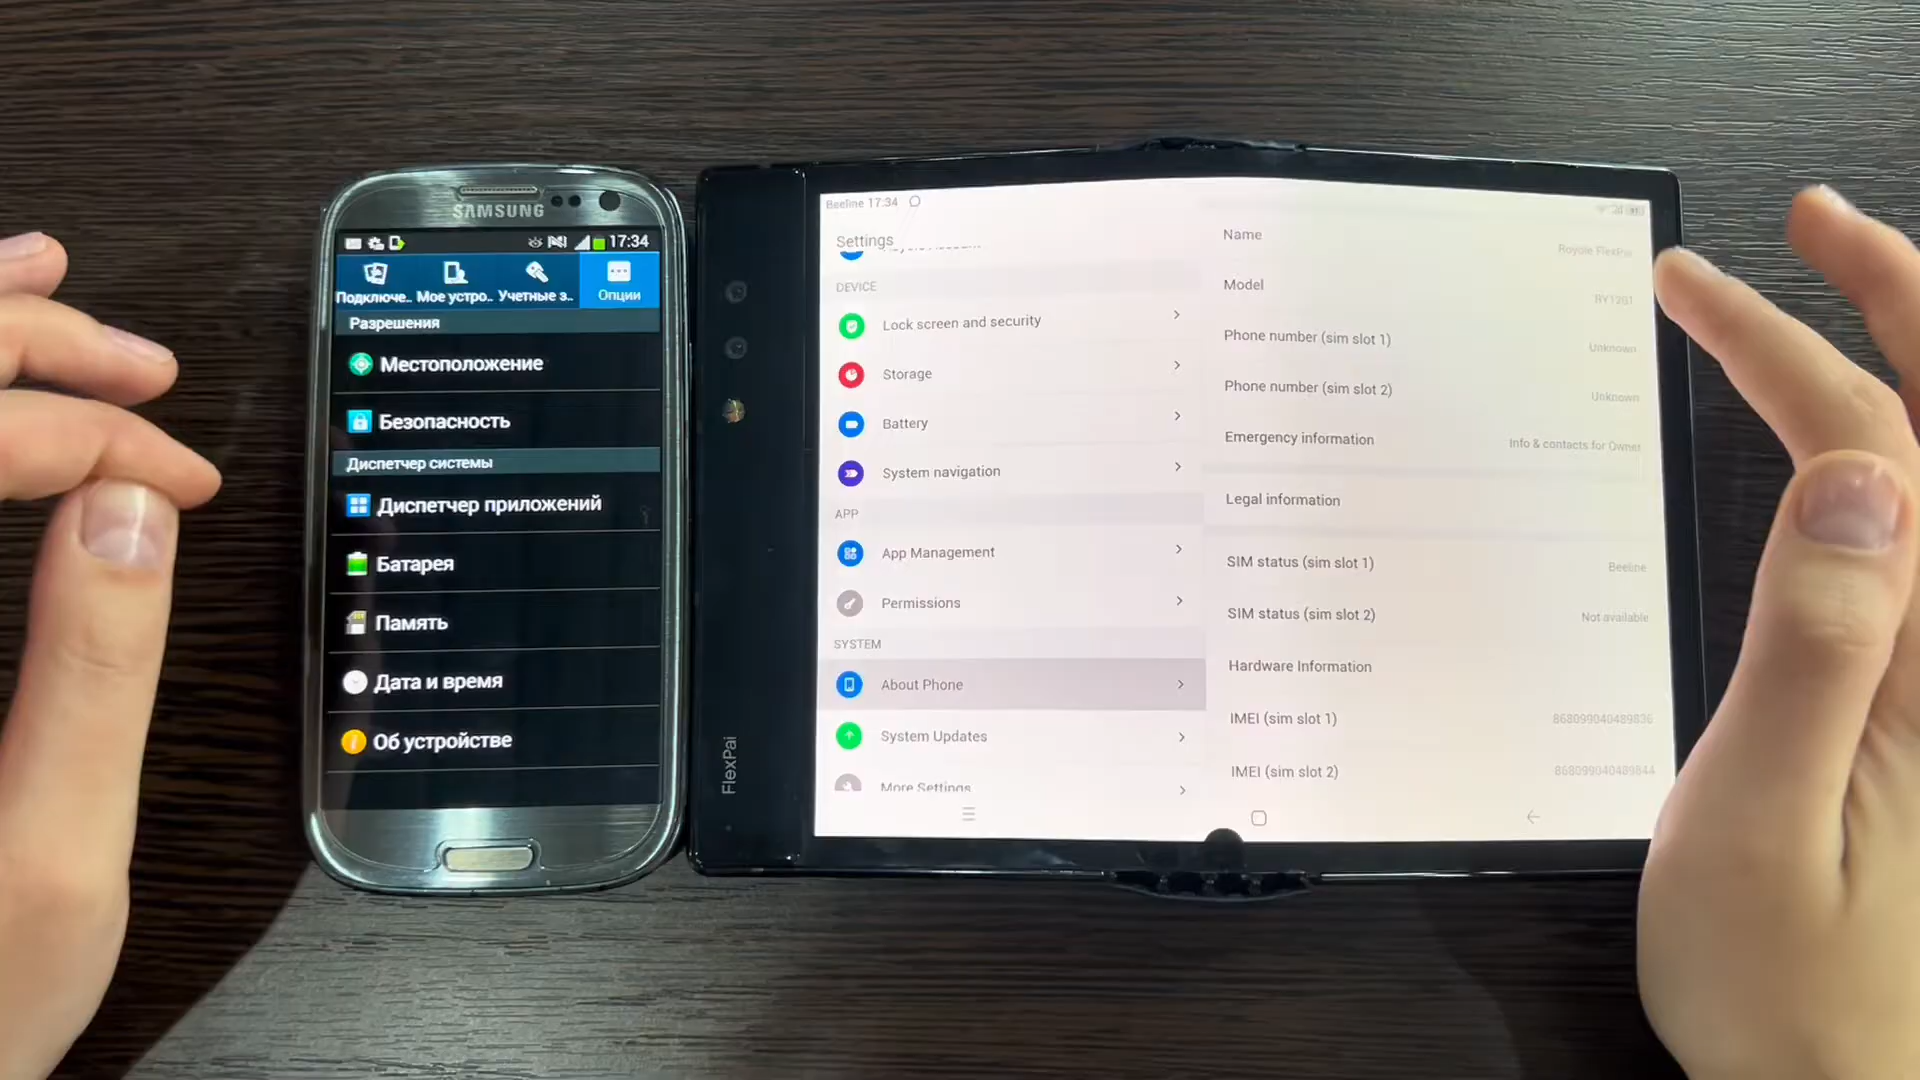 SAMSUNG
17:34
Подключе..
Мое устро..
Учетные з..
Опции
Разрешения
Местоположение
Безопасность
Диспетчер системы
Диспетчер приложений
Батарея
Память
Дата и время
Об устройстве
FlexPai
Beeline 17:34
Settings
DEVICE
Lock screen and security
Storage
Battery
System navigation
APP
App Management
Permissions
SYSTEM
About Phone
System Updates
More Settings
Name
Royole FlexPai
Model
Phone number (sim slot 1)
Unknown
Phone number (sim slot 2)
Unknown
Emergency information
Info & contacts for Owner
Legal information
SIM status (sim slot 1)
Beeline
SIM status (sim slot 2)
Not available
Hardware Information
IMEI (sim slot 1)
868099040489836
IMEI (sim slot 2)
868099040489844